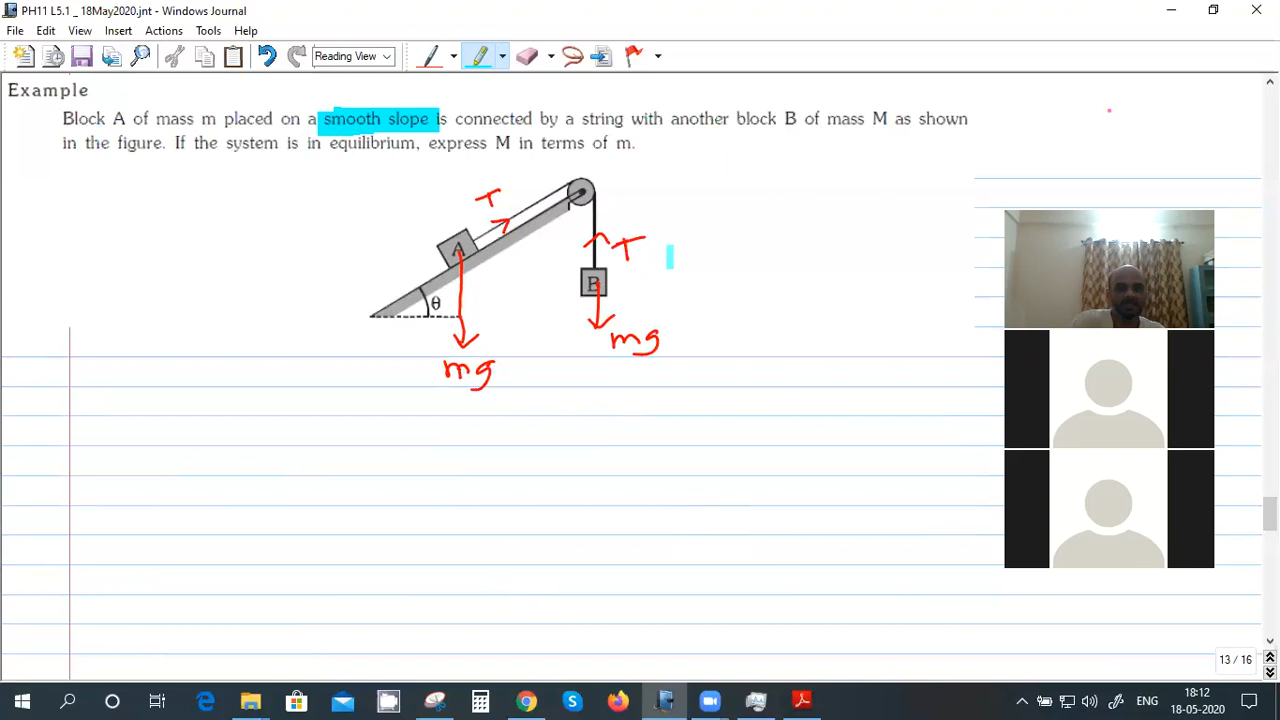 PH11 L5.1 _ 18May2020.jnt - Windows Journal
File Edit View Insert Actions Tools Help
Reading View
Example
Block A of mass m placed on a smooth slope is connected by a string with another block B of mass M as shown
in the figure. If the system is in equilibrium, express M in terms of m.
T
A
T
B
θ
mg
mg
13 / 16
ENG
18:12
18-05-2020